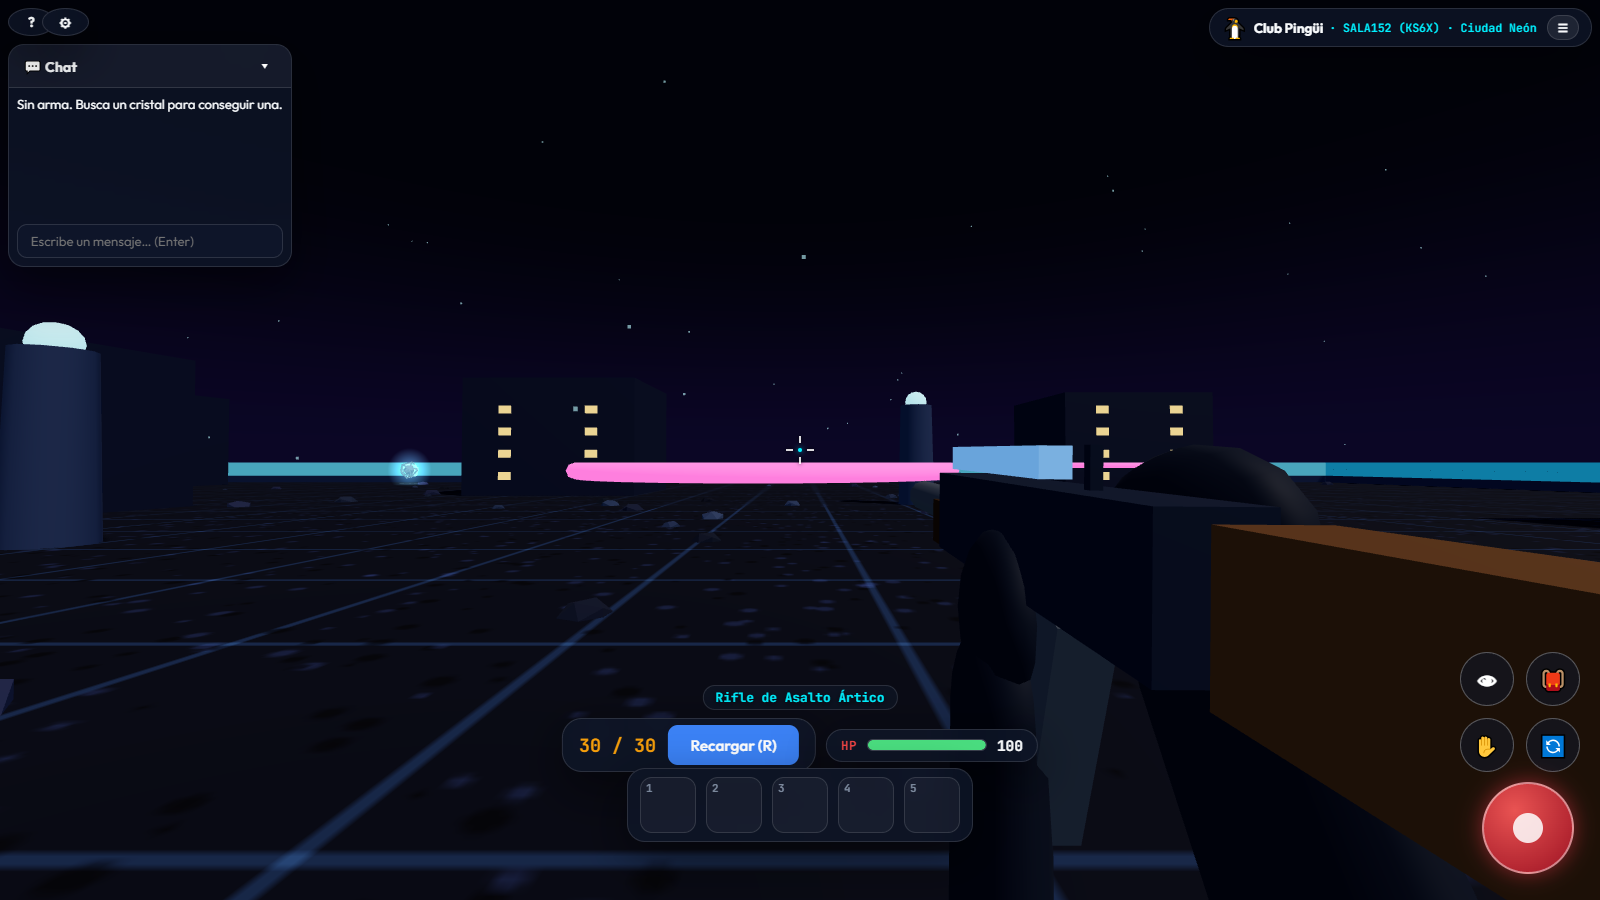 ?
Club Pingüi · SALA152 (KS6X) · Ciudad Neón
Chat
Sin arma. Busca un cristal para conseguir una.
Escribe un mensaje... (Enter)
Rifle de Asalto Ártico
30 / 30
Recargar (R)
HP
100
1
2
3
4
5